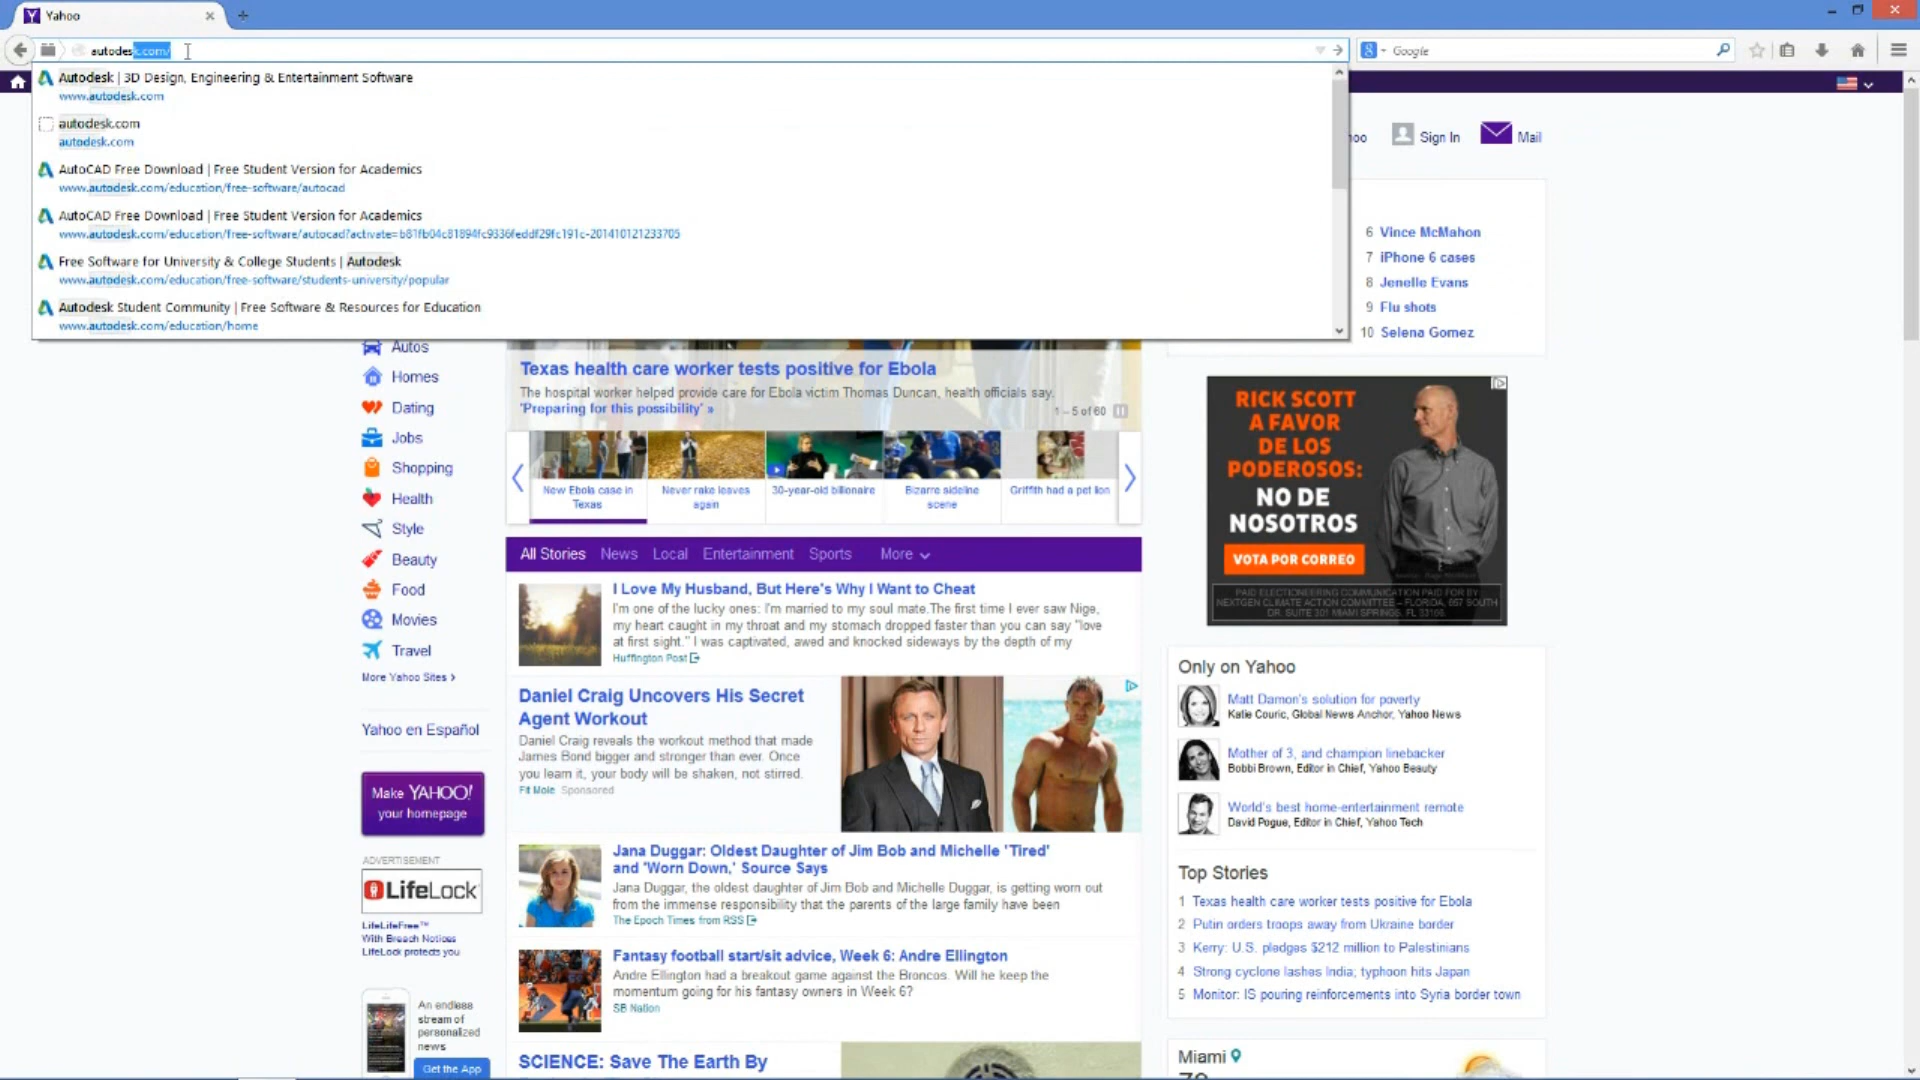 Yahoo
autodesk.com/
Google
Autodesk | 3D Design, Engineering & Entertainment Software
www.autodesk.com
autodesk.com
autodesk.com
AutoCAD Free Download | Free Student Version for Academics
www.autodesk.com/education/free-software/autocad
AutoCAD Free Download | Free Student Version for Academics
www.autodesk.com/education/free-software/autocad?activate=b81fb04c81894fc9336feddf29fc191c-201410121233705
Free Software for University & College Students | Autodesk
www.autodesk.com/education/free-software/students-university/popular
Autodesk Student Community | Free Software & Resources for Education
www.autodesk.com/education/home
Sign In
Mail
6 Vince McMahon
7 iPhone 6 cases
8 Jenelle Evans
9 Flu shots
10 Selena Gomez
Autos
Homes
Dating
Jobs
Shopping
Health
Style
Beauty
Food
Movies
Travel
More Yahoo Sites >
Yahoo en Español
Make YAHOO!
your homepage
ADVERTISEMENT
LifeLock
LifeLifeFree™
With Breach Notices
LifeLock protects you
An endless
stream of
personalized
news
Get the App
Texas health care worker tests positive for Ebola
The hospital worker helped provide care for Ebola victim Thomas Duncan, health officials say.
'Preparing for this possibility' »
1 – 5 of 60
New Ebola case in
Texas
Never rake leaves
again
30-year-old billionaire
Bizarre sideline
scene
Griffith had a pet lion
All Stories News Local Entertainment Sports More
I Love My Husband, But Here's Why I Want to Cheat
I'm one of the lucky ones: I'm married to my soul mate.The first time I ever saw Nige,
my heart caught in my throat and my stomach dropped faster than you can say "love
at first sight." I was captivated, awed and knocked sideways by the depth of my
Huffington Post
Daniel Craig Uncovers His Secret
Agent Workout
Daniel Craig reveals the workout method that made
James Bond bigger and stronger than ever. Once
you learn it, your body will be shaken, not stirred.
Fit Mole Sponsored
Jana Duggar: Oldest Daughter of Jim Bob and Michelle 'Tired'
and 'Worn Down,' Source Says
Jana Duggar, the oldest daughter of Jim Bob and Michelle Duggar, is getting worn out
from the immense responsibility that the parents of the large family have been
The Epoch Times from RSS
Fantasy football start/sit advice, Week 6: Andre Ellington
Andre Ellington had a breakout game against the Broncos. Will he keep the
momentum going for his fantasy owners in Week 6?
SB Nation
SCIENCE: Save The Earth By
RICK SCOTT
A FAVOR
DE LOS
PODEROSOS:
NO DE
NOSOTROS
VOTA POR CORREO
PAID ELECTIONEERING COMMUNICATION PAID FOR BY
NEXTGEN CLIMATE ACTION COMMITTEE – FLORIDA, 657 SOUTH
DR. SUITE 301 MIAMI SPRINGS, FL 33166
Only on Yahoo
Matt Damon's solution for poverty
Katie Couric, Global News Anchor, Yahoo News
Mother of 3, and champion linebacker
Bobbi Brown, Editor in Chief, Yahoo Beauty
World's best home-entertainment remote
David Pogue, Editor in Chief, Yahoo Tech
Top Stories
1 Texas health care worker tests positive for Ebola
2 Putin orders troops away from Ukraine border
3 Kerry: U.S. pledges $212 million to Palestinians
4 Strong cyclone lashes India; typhoon hits Japan
5 Monitor: IS pouring reinforcements into Syria border town
Miami